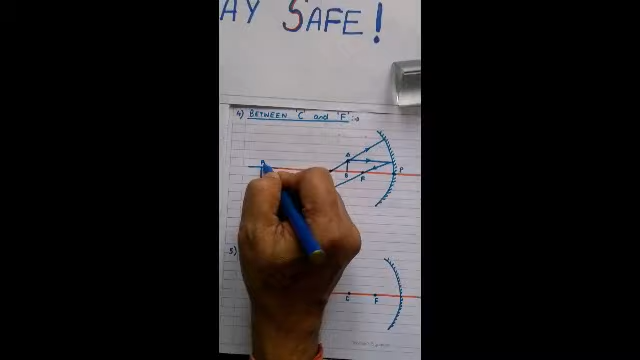 AY SAFE!
4) BETWEEN 'C' and 'F' :-
A
B
F
P
B
5)
C
F